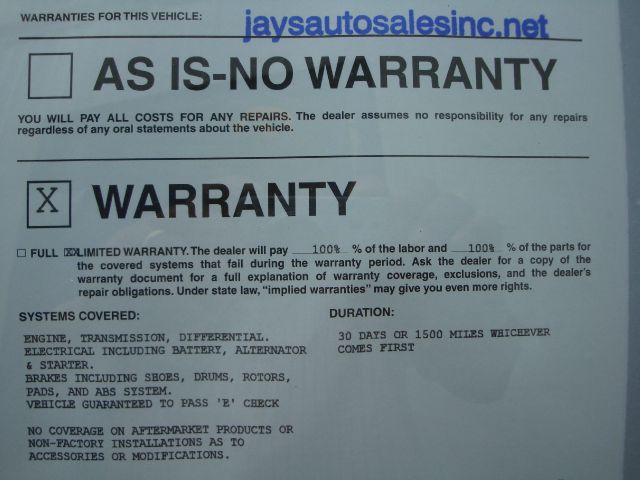 WARRANTIES FOR THIS VEHICLE: jaysautosalesinc.net
AS IS-NO WARRANTY
YOU WILL PAY ALL COSTS FOR ANY REPAIRS. The dealer assumes no responsibility for any repairs
regardless of any oral statements about the vehicle.
X WARRANTY
FULL XX LIMITED WARRANTY. The dealer will pay 100% % of the labor and 100% % of the parts for
the covered systems that fail during the warranty period. Ask the dealer for a copy of the
warranty document for a full explanation of warranty coverage, exclusions, and the dealer's
repair obligations. Under state law, "implied warranties" may give you even more rights.
SYSTEMS COVERED: DURATION:
ENGINE, TRANSMISSION, DIFFERENTIAL. 30 DAYS OR 1500 MILES WHICHEVER
ELECTRICAL INCLUDING BATTERY, ALTERNATOR COMES FIRST
& STARTER.
BRAKES INCLUDING SHOES, DRUMS, ROTORS,
PADS, AND ABS SYSTEM.
VEHICLE GUARANTEED TO PASS 'E' CHECK
NO COVERAGE ON AFTERMARKET PRODUCTS OR
NON-FACTORY INSTALLATIONS AS TO
ACCESSORIES OR MODIFICATIONS.